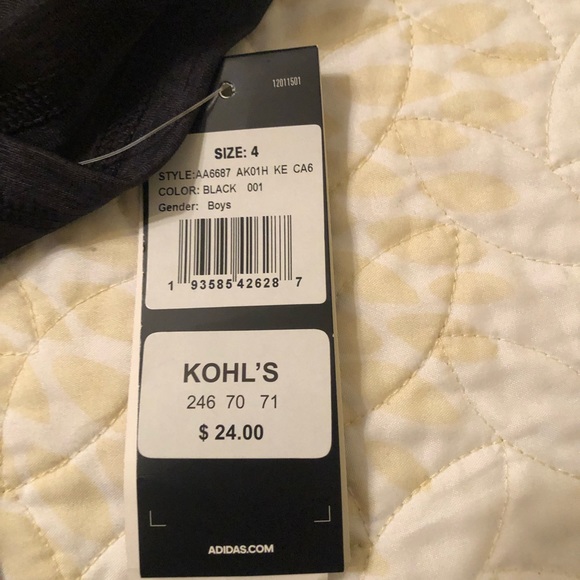 12011501
SIZE: 4
STYLE:AA6687 AK01H KE CA6
COLOR: BLACK 001
Gender: Boys
1 93585 42628 7
KOHL'S
246 70 71
$ 24.00
ADIDAS.COM